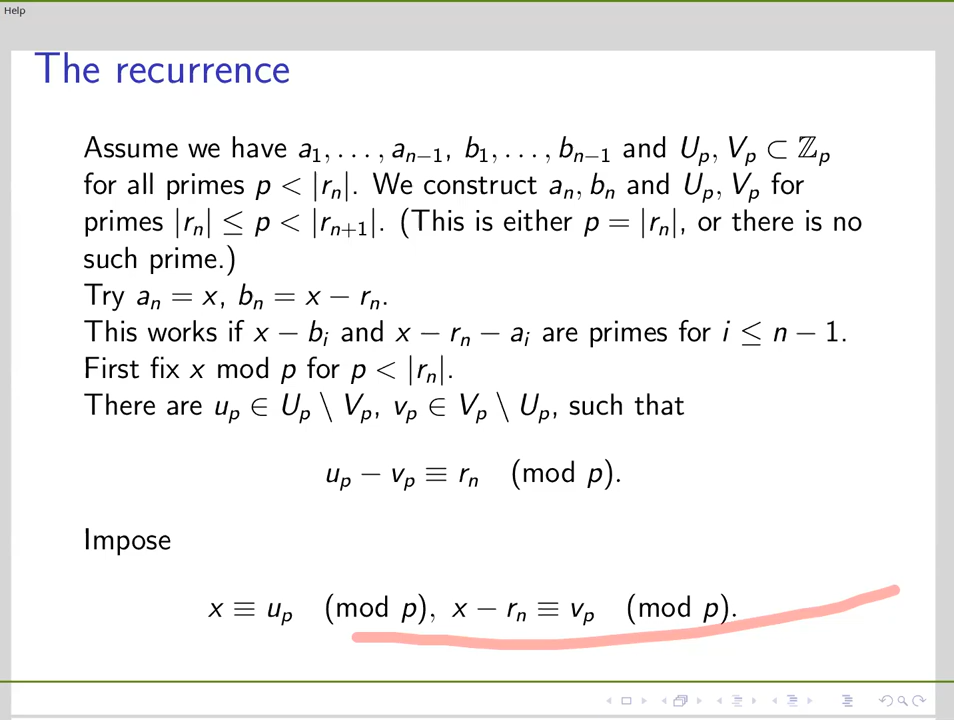 Help
The recurrence
Assume we have a₁, . . . , aₙ₋₁, b₁, . . . , bₙ₋₁ and Uₚ, Vₚ ⊂ ℤₚ
for all primes p < |rₙ|. We construct aₙ, bₙ and Uₚ, Vₚ for
primes |rₙ| ≤ p < |rₙ₊₁|. (This is either p = |rₙ|, or there is no
such prime.)
Try aₙ = x, bₙ = x − rₙ.
This works if x − bᵢ and x − rₙ − aᵢ are primes for i ≤ n − 1.
First fix x mod p for p < |rₙ|.
There are uₚ ∈ Uₚ \ Vₚ, vₚ ∈ Vₚ \ Uₚ, such that
uₚ − vₚ ≡ rₙ (mod p).
Impose
x ≡ uₚ (mod p), x − rₙ ≡ vₚ (mod p).